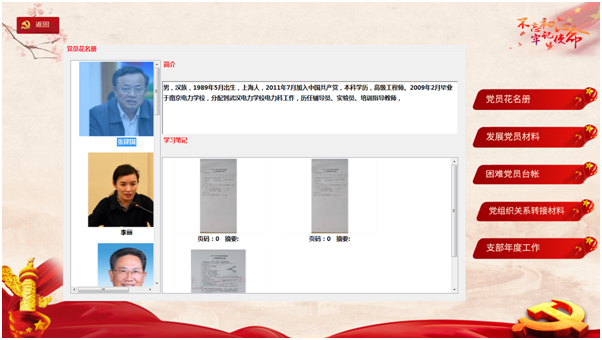 返回
不忘初心
牢记使命
党员花名册
简介
男，汉族，1989年5月出生，上海人，2011年7月加入中国共产党，本科学历，高级工程师。2009年2月毕业
于南京电力学校，分配到武汉电力学校电力科工作，历任辅导员、实验员、培训指导教师，
张建国
学习笔记
李丽
页码：0 摘要:
页码：0 摘要:
党员花名册
发展党员材料
困难党员台帐
党组织关系转接材料
支部年度工作